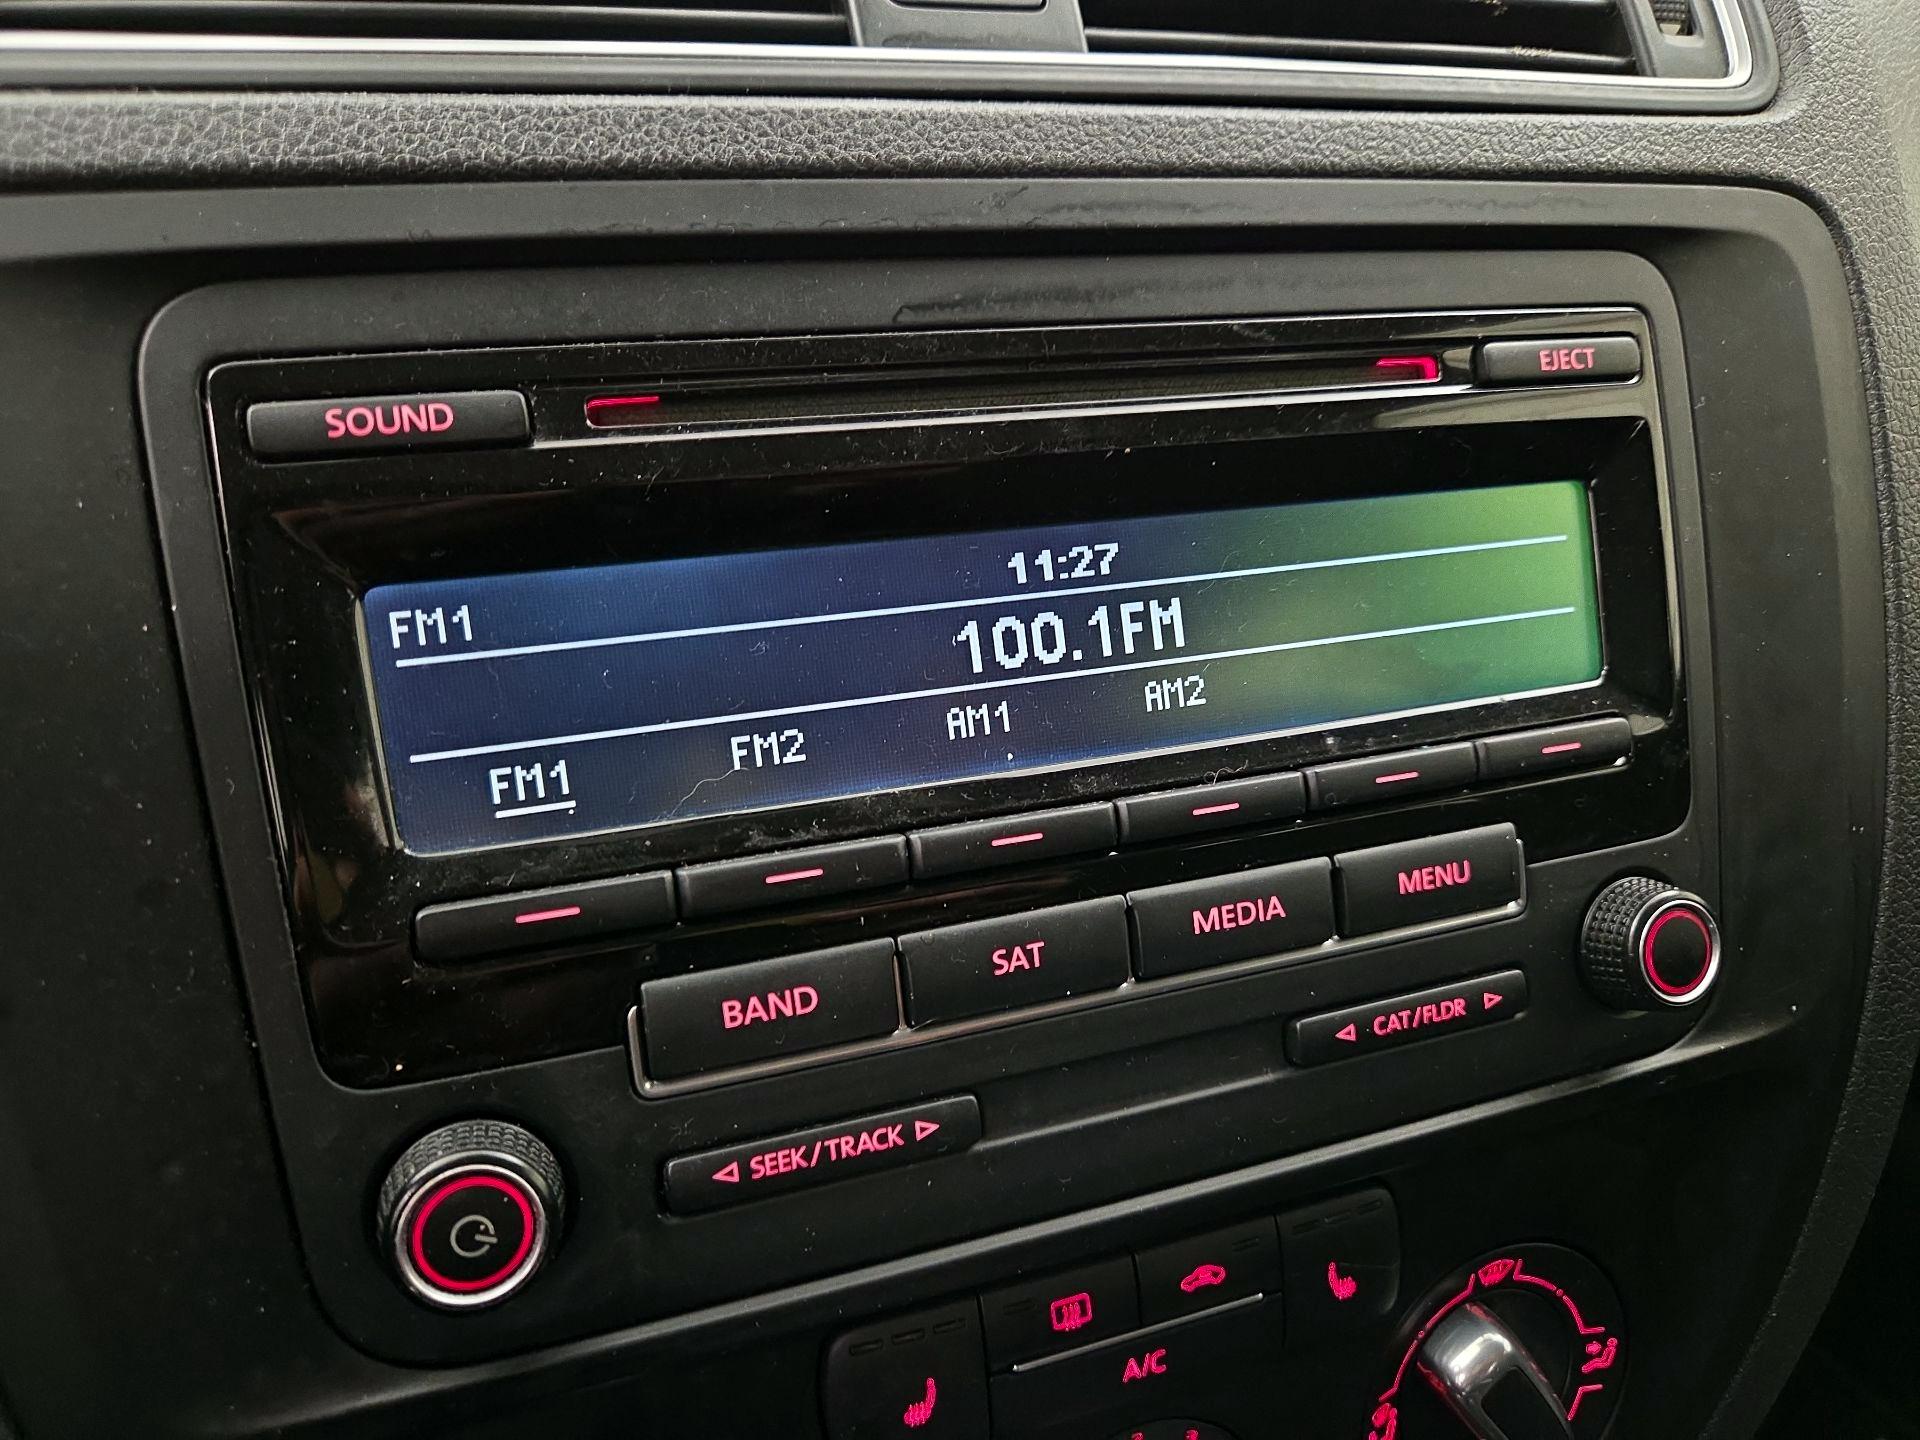 SOUND
EJECT
11:27
FM1
100.1FM
FM1 FM2 AM1 AM2
BAND SAT MEDIA MENU
SEEK/TRACK
CAT/FLDR
A/C